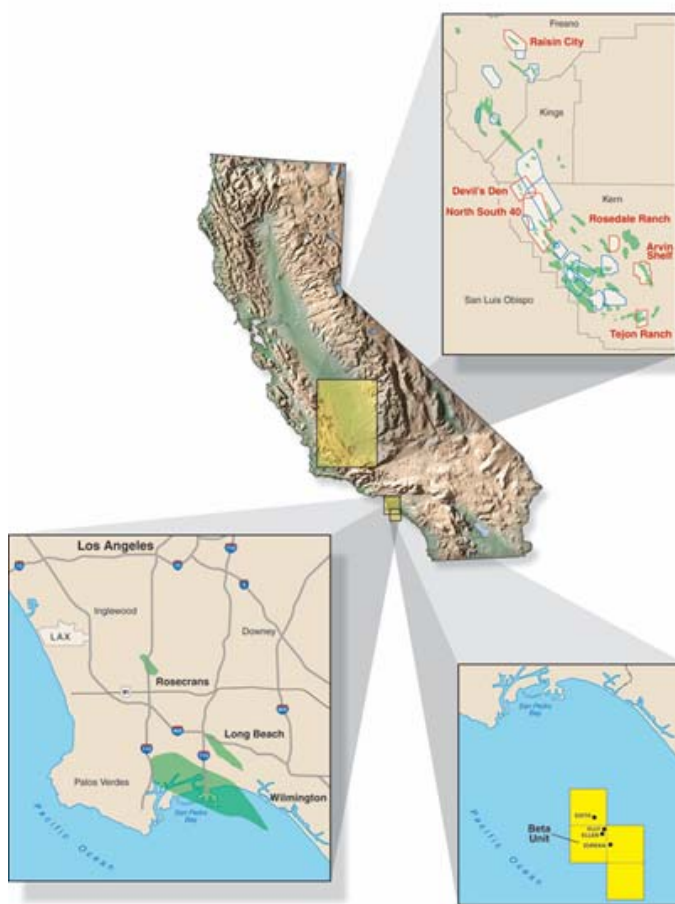 Fresno
Raisin City
Kings
Devil's Den
Kern
North South 40
Rosedale Ranch
Arvin
Shelf
San Luis Obispo
Tejon Ranch
Los Angeles
Inglewood
Downey
LAX
Rosecrans
Long Beach
Palos Verdes
Wilmington
San Pedro
Bay
Pacific Ocean
San Pedro
Bay
Beta
Unit
ELLY
ELLEN
EUREKA
Pacific Ocean